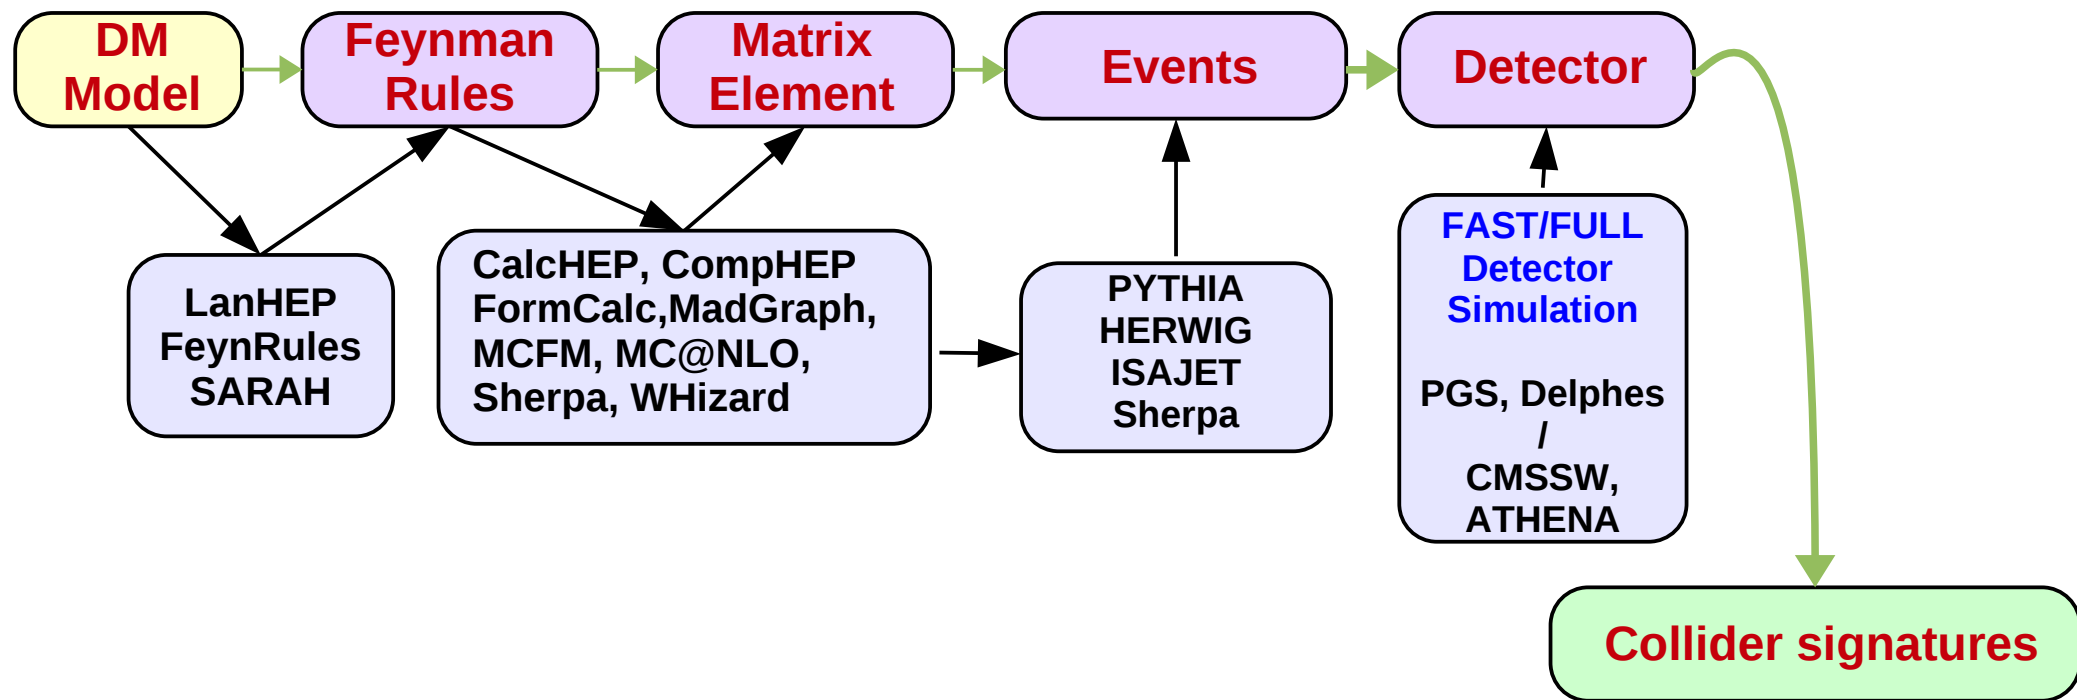 DM
Model
Feynman
Rules
Matrix
Element
Events
Detector
LanHEP
FeynRules
SARAH
CalcHEP, CompHEP
FormCalc,MadGraph,
MCFM, MC@NLO,
Sherpa, WHizard
PYTHIA
HERWIG
ISAJET
Sherpa
FAST/FULL
Detector
Simulation
PGS, Delphes
/
CMSSW,
ATHENA
Collider signatures